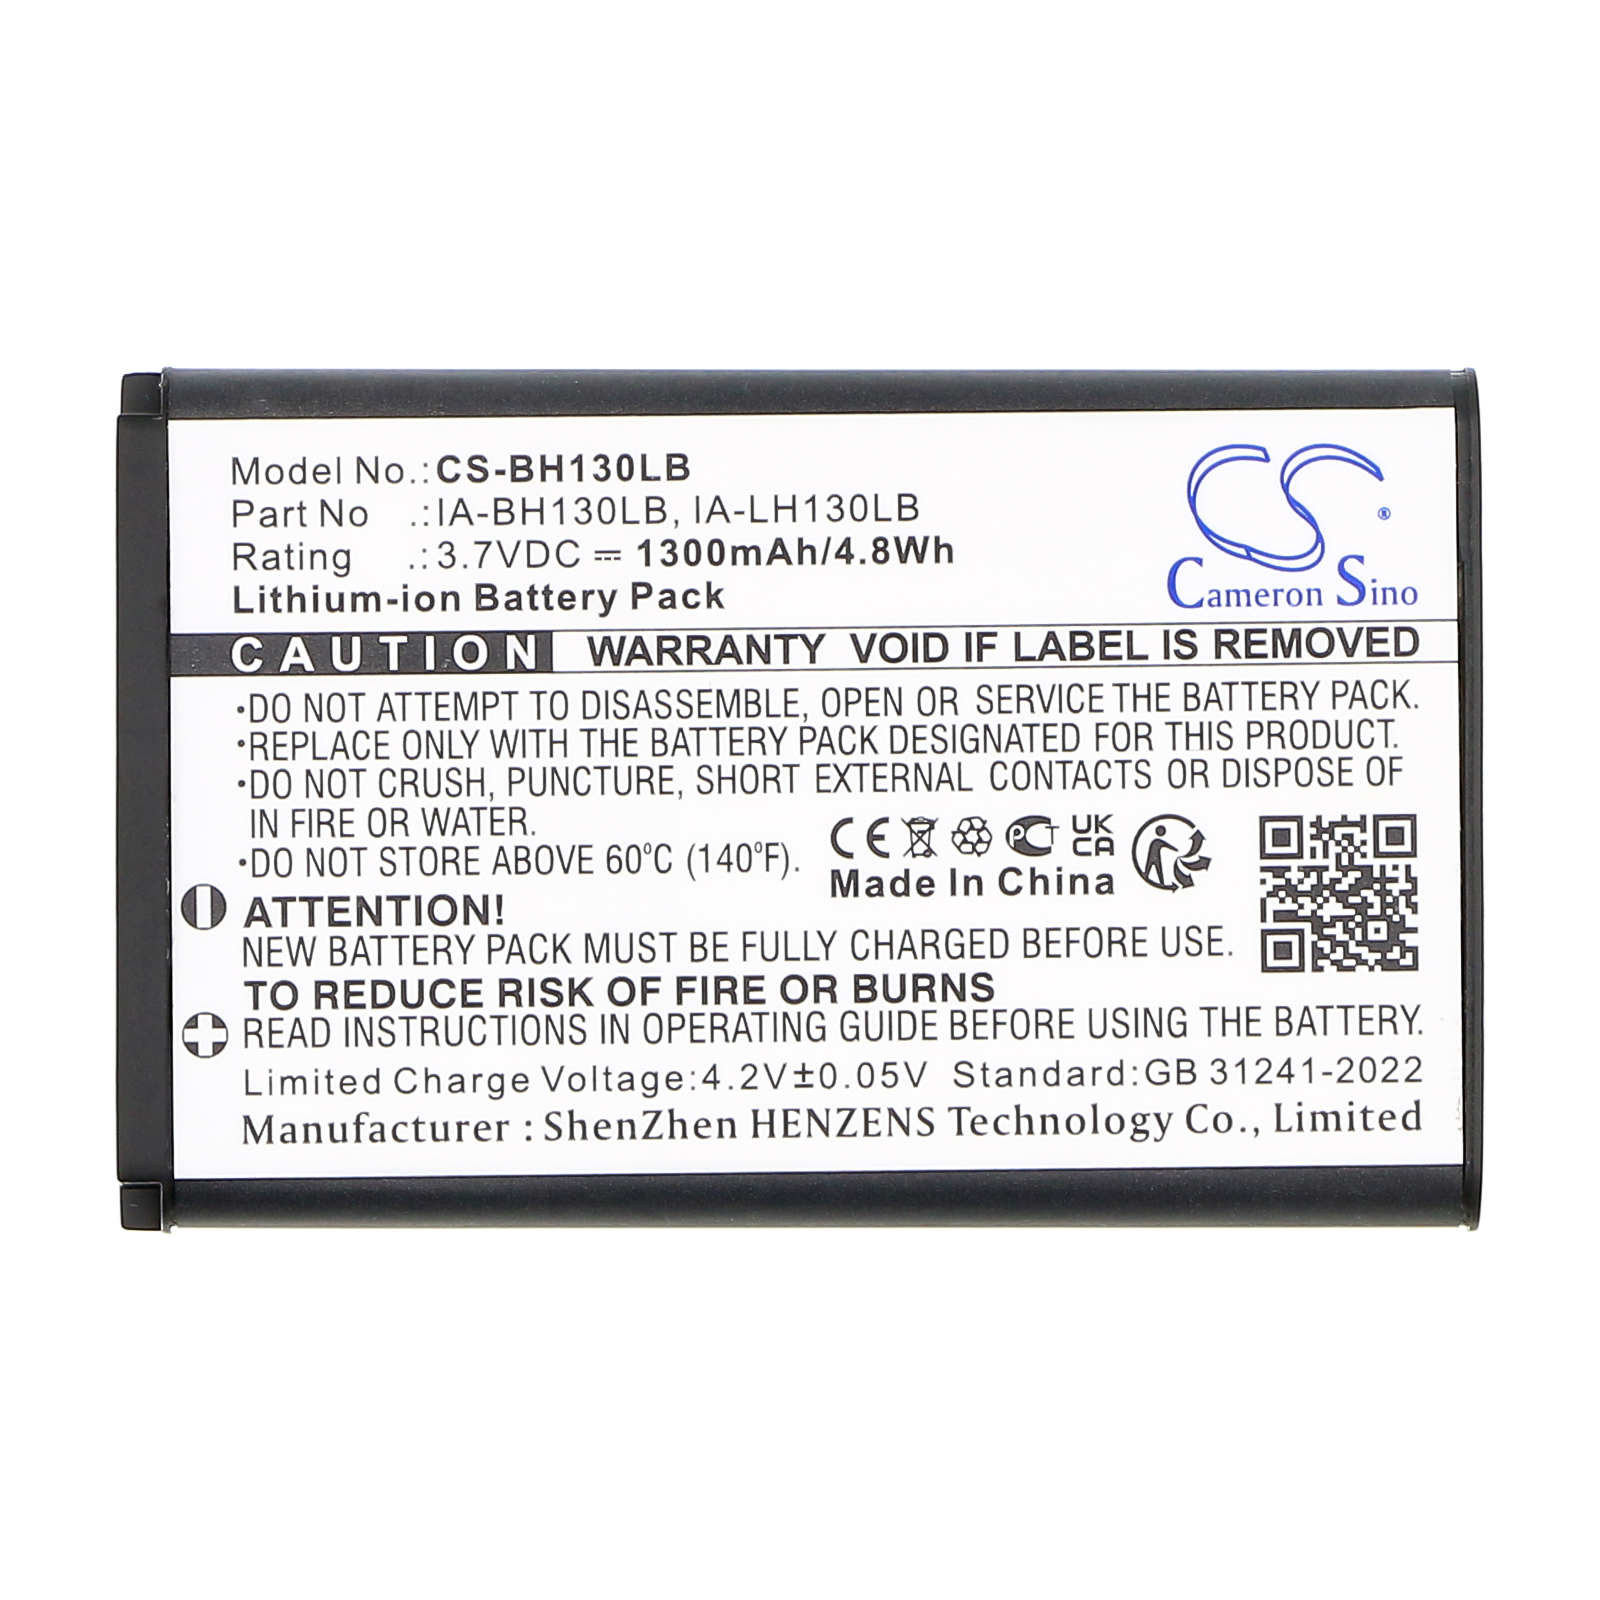 Model No.:CS-BH130LB
Part No .:IA-BH130LB, IA-LH130LB
Rating .:3.7VDC ⎓ 1300mAh/4.8Wh
Lithium-ion Battery Pack
CS
®
Cameron Sino
CAUTION WARRANTY VOID IF LABEL IS REMOVED
•DO NOT ATTEMPT TO DISASSEMBLE, OPEN OR SERVICE THE BATTERY PACK.
•REPLACE ONLY WITH THE BATTERY PACK DESIGNATED FOR THIS PRODUCT.
•DO NOT CRUSH, PUNCTURE, SHORT EXTERNAL CONTACTS OR DISPOSE OF
IN FIRE OR WATER.
•DO NOT STORE ABOVE 60°C (140°F).
CE PCT UK
CA
Made In China
ATTENTION!
NEW BATTERY PACK MUST BE FULLY CHARGED BEFORE USE.
TO REDUCE RISK OF FIRE OR BURNS
READ INSTRUCTIONS IN OPERATING GUIDE BEFORE USING THE BATTERY.
Limited Charge Voltage:4.2V±0.05V Standard:GB 31241-2022
Manufacturer : ShenZhen HENZENS Technology Co., Limited